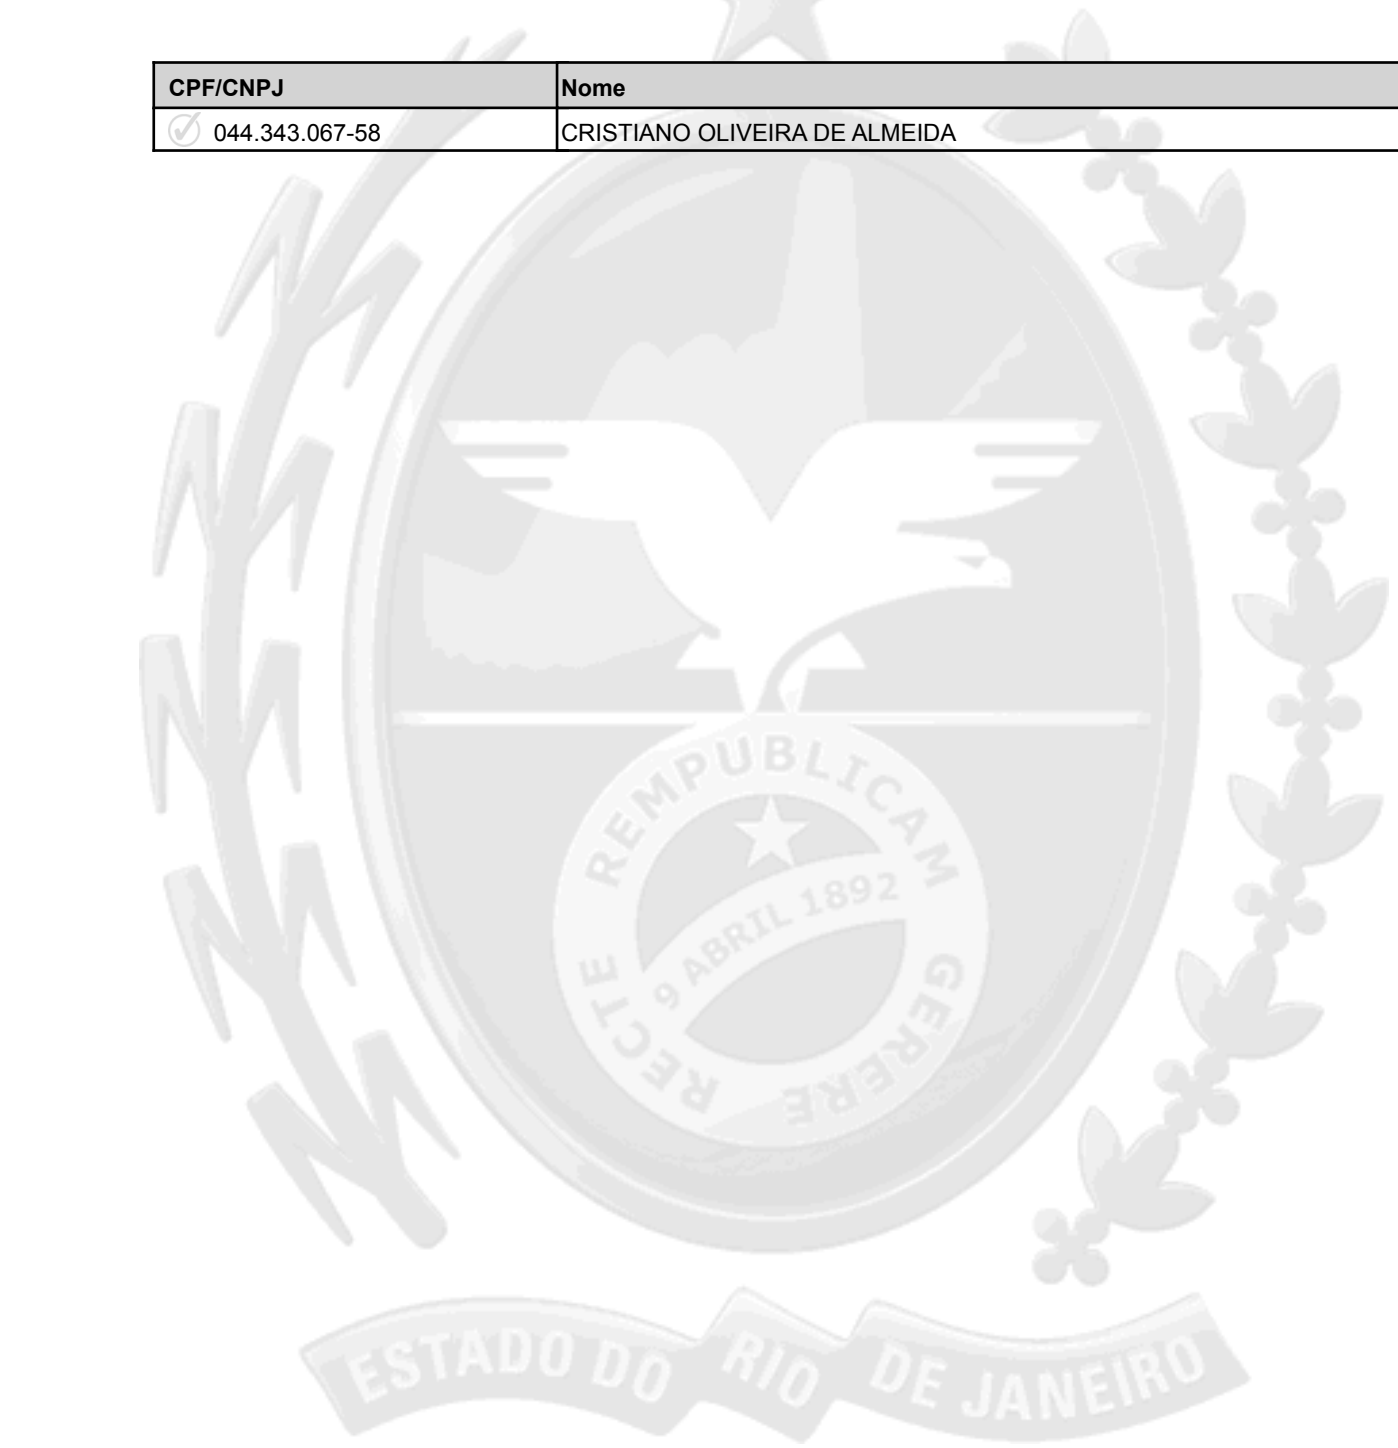 CPF/CNPJ Nome
044.343.067-58 CRISTIANO OLIVEIRA DE ALMEIDA
RECTE REMPUBLICAM GERERE
9 ABRIL 1892
ESTADO DO RIO DE JANEIRO